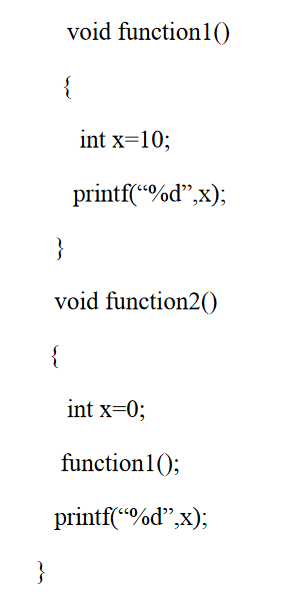 void function1()
{
int x=10;
printf(“%d”,x);
}
void function2()
{
int x=0;
function1();
printf(“%d”,x);
}